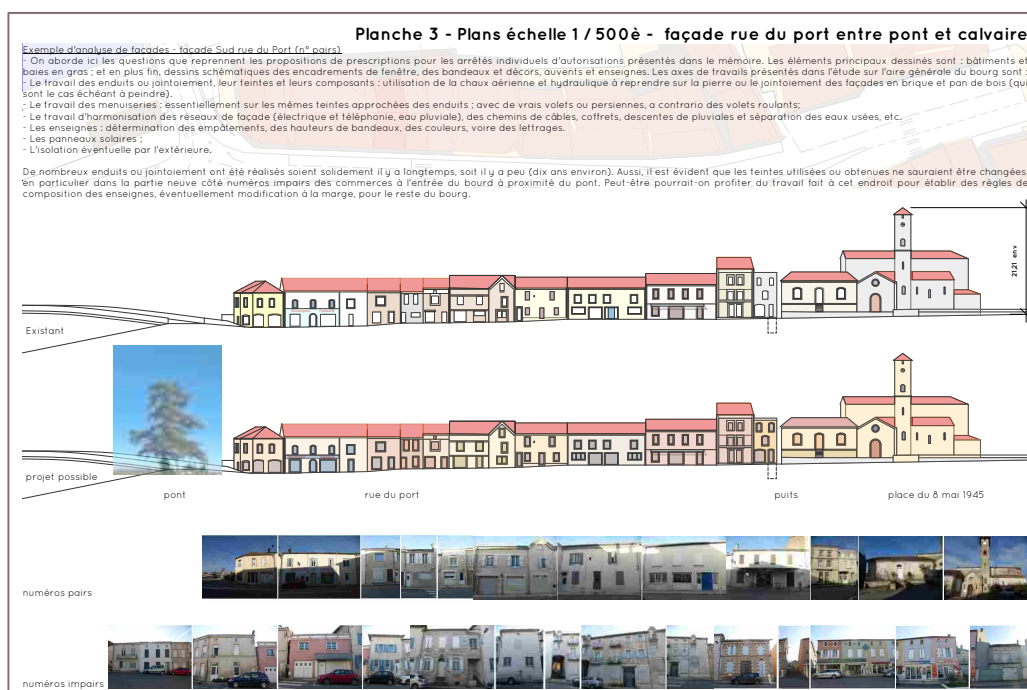 Planche 3 - Plans échelle 1 / 500è - façade rue du port entre pont et calvaire
Exemple d'analyse de façades - façade Sud rue du Port (n° pairs)
- On aborde ici les questions que reprennent les propositions de prescriptions pour les arrêtés individuels d'autorisations présentés dans le mémoire. Les éléments principaux dessinés sont : bâtiments et
baies en gras ; et en plus fin, dessins schématiques des encadrements de fenêtre, des bandeaux et décors, auvents et enseignes. Les axes de travails présentés dans l'étude sur l'aire générale du bourg sont :
- Le travail des enduits ou jointoiement, leur teintes et leurs composants : utilisation de la chaux aérienne et hydraulique à reprendre sur la pierre ou le jointoiement des façades en brique et pan de bois (qui
sont le cas échéant à peindre).
- Le travail des menuiseries : essentiellement sur les mêmes teintes approchées des enduits ; avec de vrais volets ou persiennes, a contrario des volets roulants;
- Le travail d'harmonisation des réseaux de façade (électrique et téléphonie, eau pluviale), des chemins de câbles, coffrets, descentes de pluviales et séparation des eaux usées, etc.
- Les enseignes : détermination des empâtements, des hauteurs de bandeaux, des couleurs, voire des lettrages.
- Les panneaux solaires ;
- L'isolation éventuelle par l'extérieure.
De nombreux enduits ou jointoiement ont été réalisés soient solidement il y a longtemps, soit il y a peu (dix ans environ). Aussi, il est évident que les teintes utilisées ou obtenues ne sauraient être changées,
en particulier dans la partie neuve côté numéros impairs des commerces à l'entrée du bourd à proximité du pont. Peut-être pourrait-on profiter du travail fait à cet endroit pour établir des règles de
composition des enseignes, éventuellement modification à la marge, pour le reste du bourg.
21,21 env
Existant
projet possible
pont
rue du port
puits
place du 8 mai 1945
numéros pairs
numéros impairs